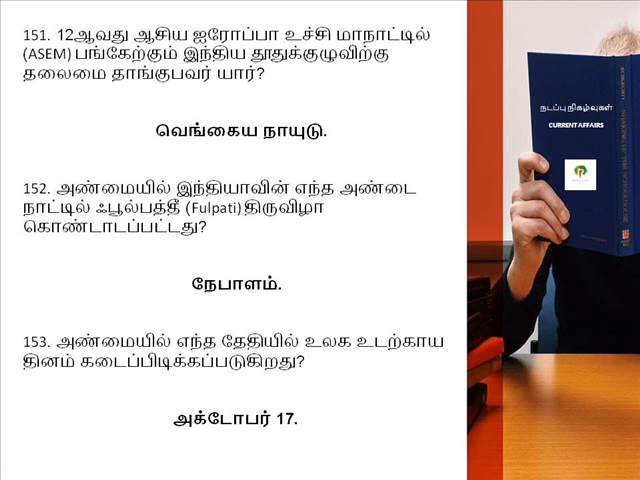 151. 12ஆவது ஆசிய ஐரோப்பா உச்சி மாநாட்டில்
(ASEM) பங்கேற்கும் இந்திய தூதுக்குழுவிற்கு
தலைமை தாங்குபவர் யார்?
வெங்கைய நாயுடு.
152. அண்மையில் இந்தியாவின் எந்த அண்டை
நாட்டில் ஃபூல்பத்தீ (Fulpati) திருவிழா
கொண்டாடப்பட்டது?
நேபாளம்.
153. அண்மையில் எந்த தேதியில் உலக உடற்காய
தினம் கடைப்பிடிக்கப்படுகிறது?
அக்டோபர் 17.
நடப்பு நிகழ்வுகள்
CURRENT AFFAIRS